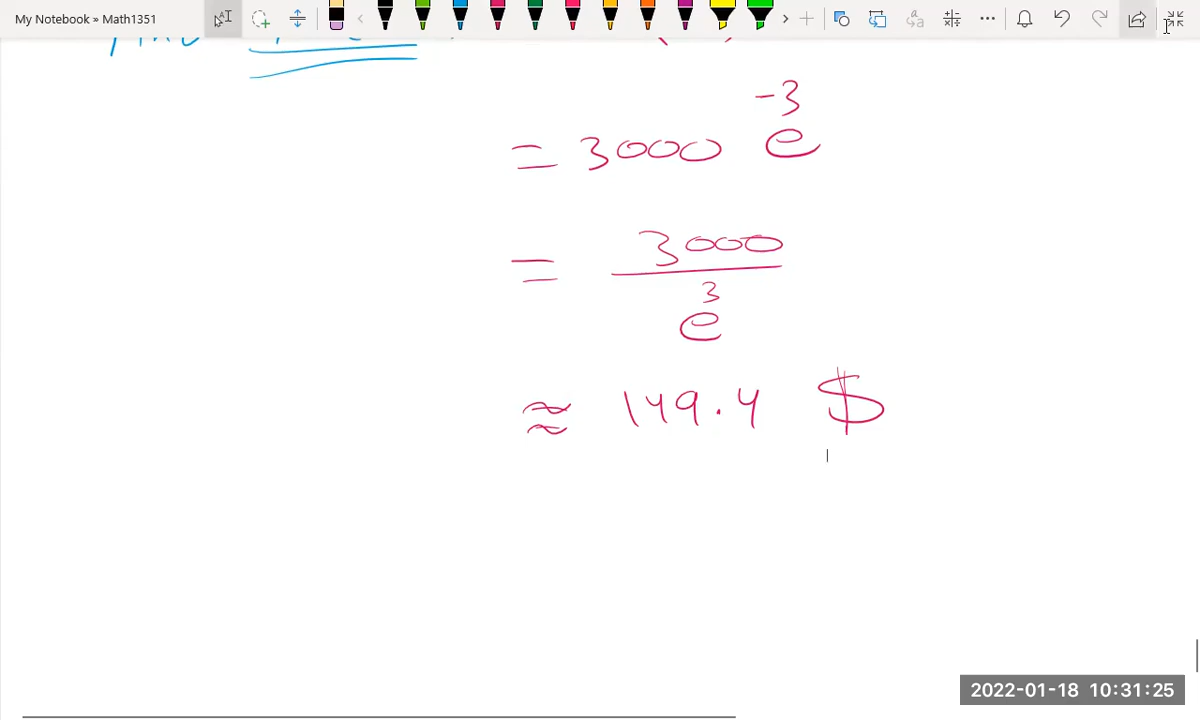 My Notebook » Math1351
= 3000 e^-3
= 3000 / e^3
≈ 149.4 $
2022-01-18 10:31:25